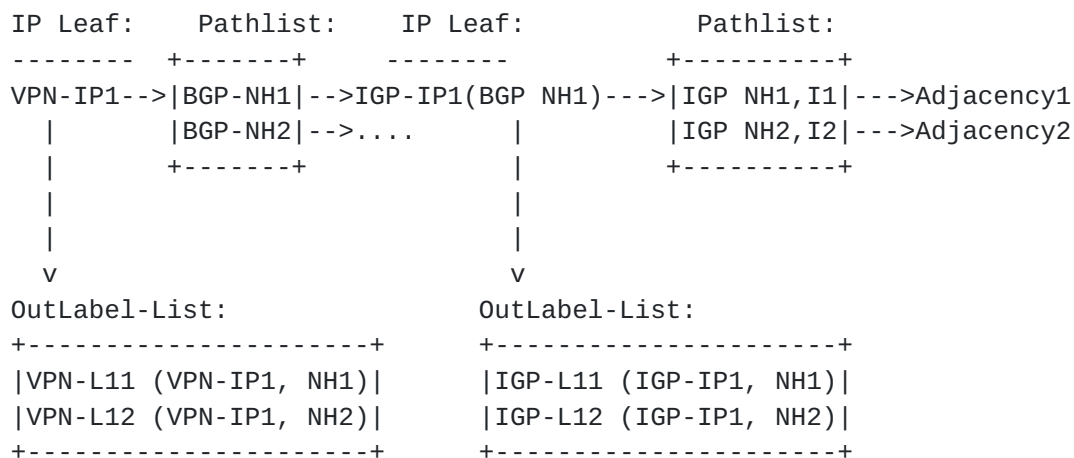 IP Leaf:    Pathlist:    IP Leaf:           Pathlist:
--------  +-------+     --------          +----------+
VPN-IP1-->|BGP-NH1|-->IGP-IP1(BGP NH1)--->|IGP NH1,I1|--->Adjacency1
  |       |BGP-NH2|-->....      |         |IGP NH2,I2|--->Adjacency2
  |       +-------+             |         +----------+
  |                             |
  |                             |
  v                             v
OutLabel-List:                OutLabel-List:
+----------------------+      +----------------------+
|VPN-L11 (VPN-IP1, NH1)|      |IGP-L11 (IGP-IP1, NH1)|
|VPN-L12 (VPN-IP1, NH2)|      |IGP-L12 (IGP-IP1, NH2)|
+----------------------+      +----------------------+